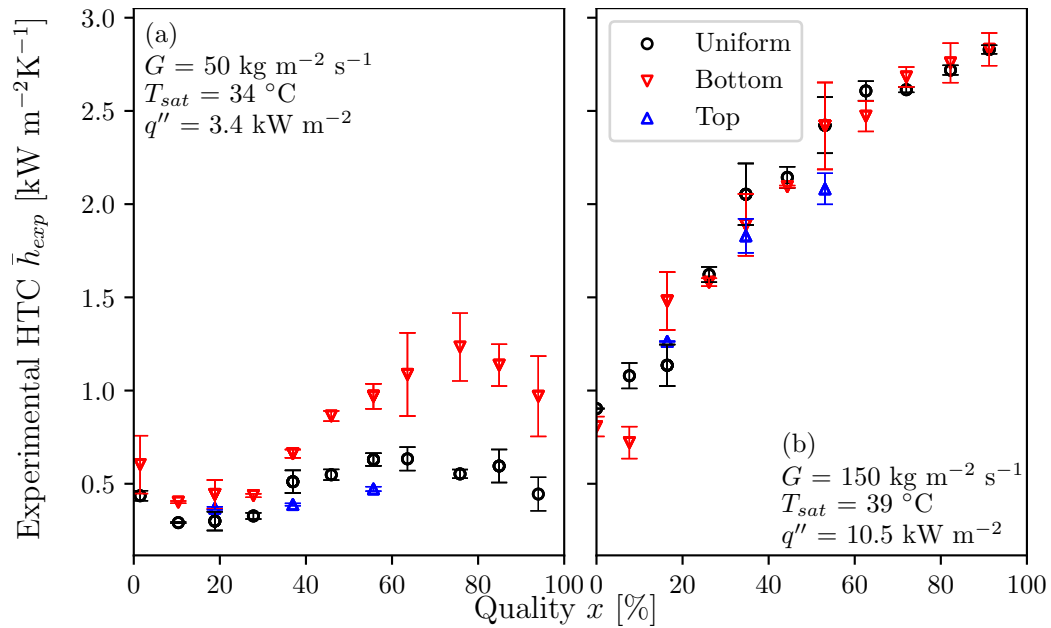 Experimental HTC h̄_exp [kW m⁻²K⁻¹]
3.0
2.5
2.0
1.5
1.0
0.5
(a)
G = 50 kg m⁻² s⁻¹
T_sat = 34 °C
q″ = 3.4 kW m⁻²
Uniform
Bottom
Top
(b)
G = 150 kg m⁻² s⁻¹
T_sat = 39 °C
q″ = 10.5 kW m⁻²
0 20 40 60 80 100
0 20 40 60 80 100
Quality x [%]